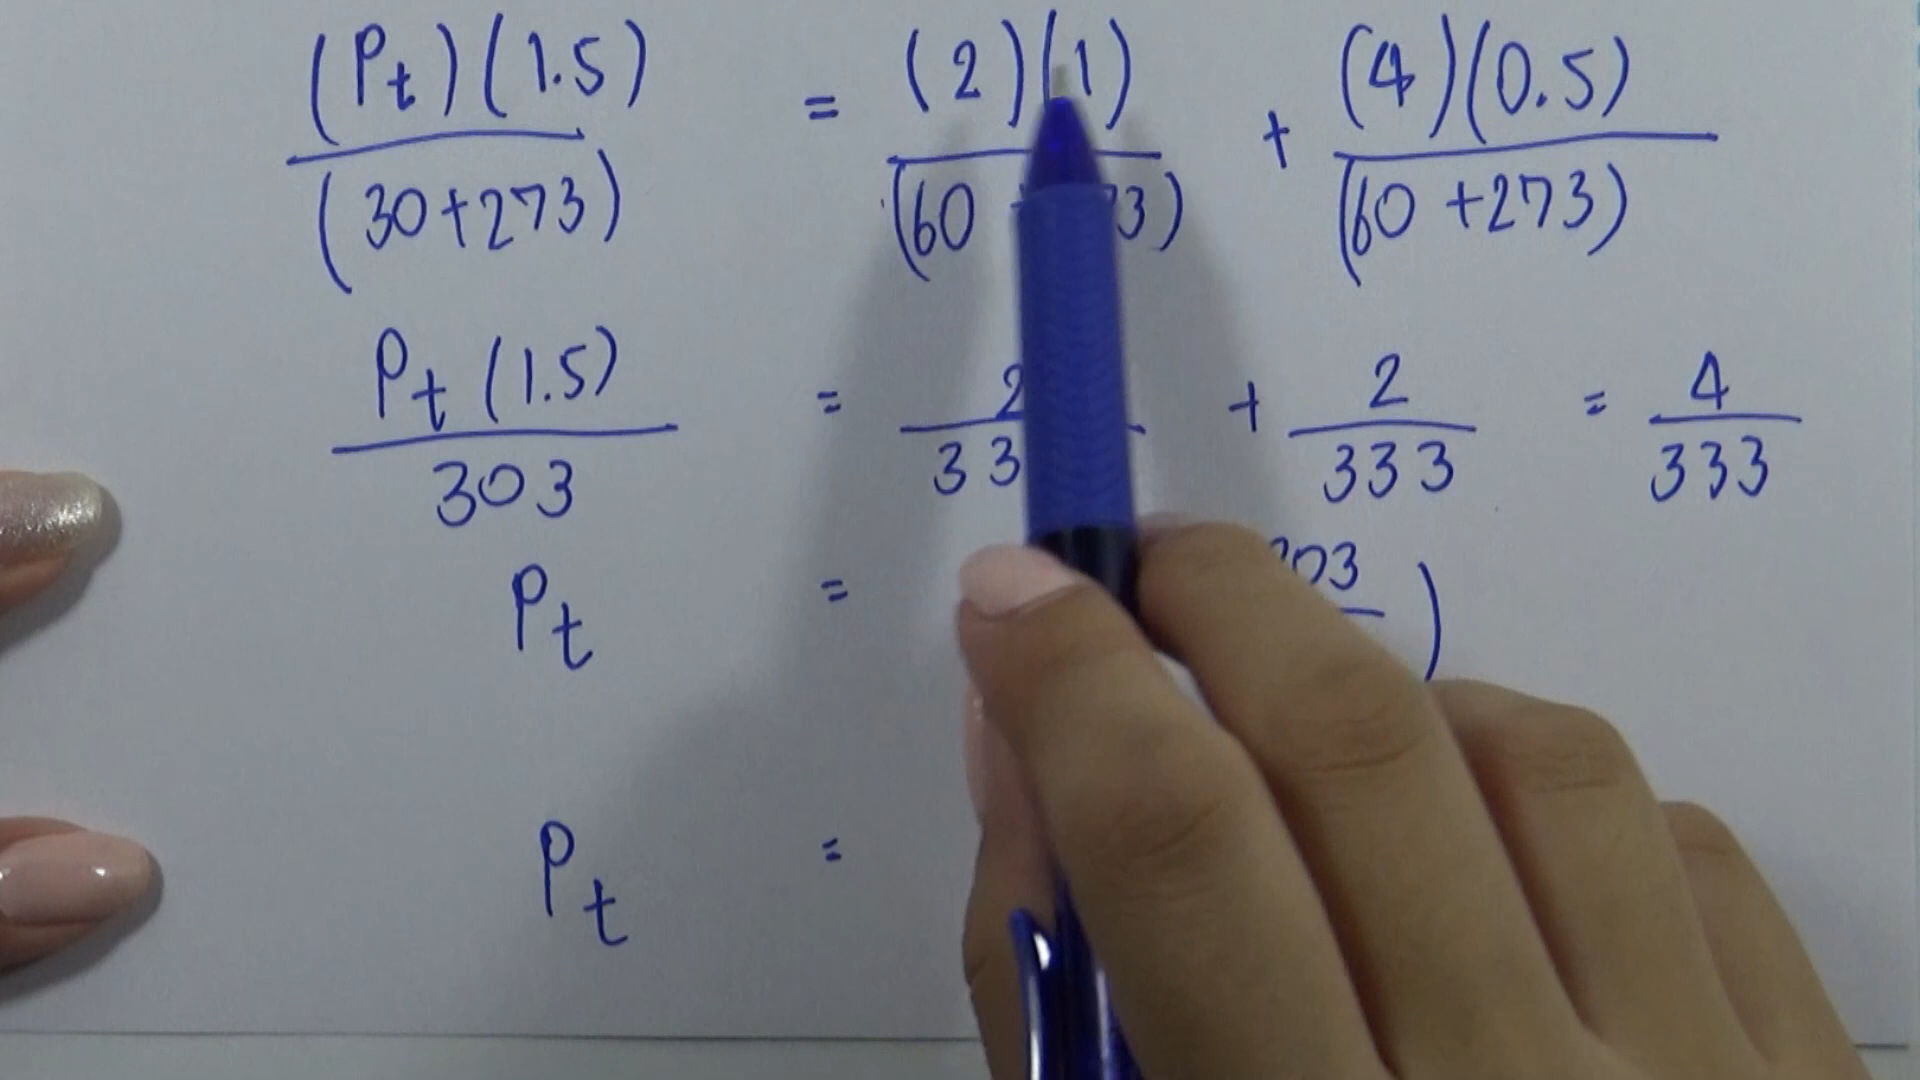 (Pt)(1.5) = (2)(1) + (4)(0.5)
(30+273) (60 3) (60+273)
Pt(1.5) = 2 + 2 = 4
303 33 333 333
Pt = 03 )
Pt =